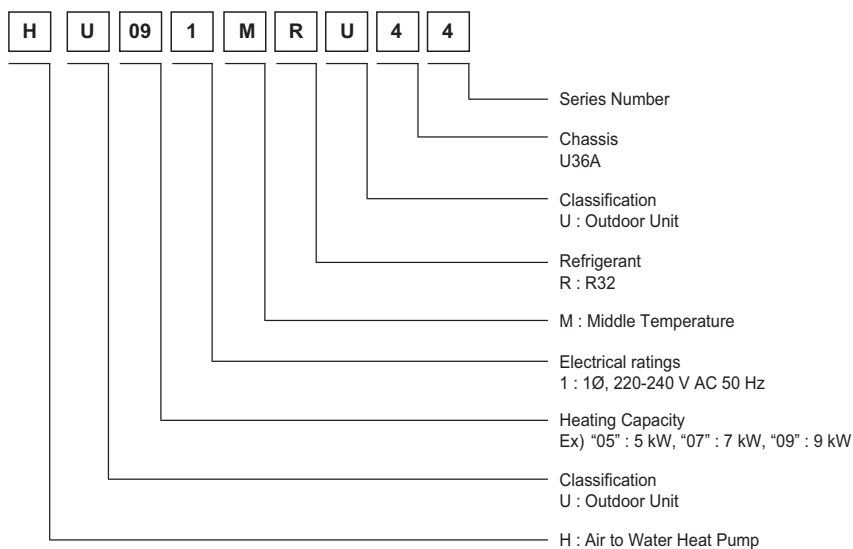 H U 09 1 M R U 4 4
Series Number
Chassis
U36A
Classification
U : Outdoor Unit
Refrigerant
R : R32
M : Middle Temperature
Electrical ratings
1 : 1Ø, 220-240 V AC 50 Hz
Heating Capacity
Ex) “05” : 5 kW, “07” : 7 kW, “09” : 9 kW
Classification
U : Outdoor Unit
H : Air to Water Heat Pump